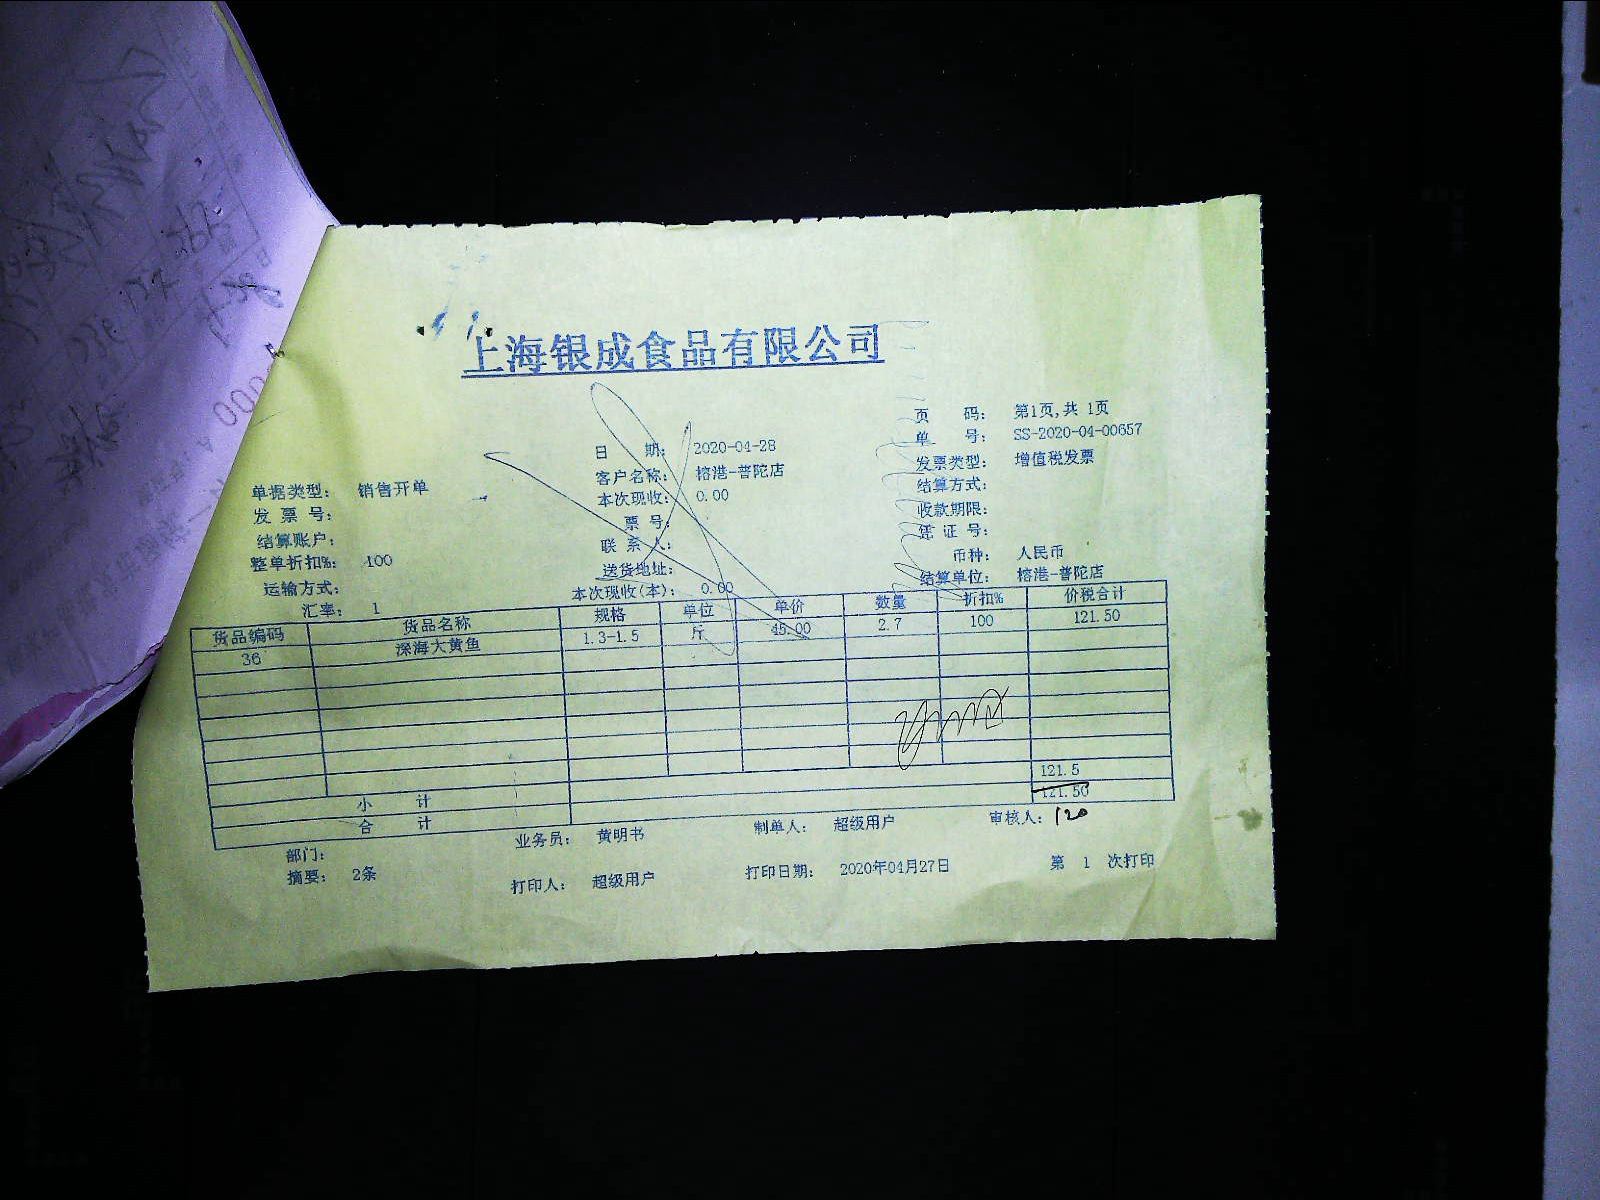 上海银成食品有限公司
页 码： 第1页,共 1页
日 期： 2020-04-28 单 号： SS-2020-04-00657
单据类型： 销售开单 客户名称： 榕港-普陀店 发票类型： 增值税发票
发 票 号： 本次现收： 0.00 结算方式：
结算账户： 票 号： 收款期限：
整单折扣%： 100 联 系 人： 凭 证 号：
运输方式： 送货地址： 币种： 人民币
汇率： 1 本次现收(本)： 0.00 结算单位： 榕港-普陀店
货品编码 货品名称 规格 单位 单价 数量 折扣% 价税合计
36 深海大黄鱼 1.3-1.5 斤 45.00 2.7 100 121.50
小 计 121.5
合 计 121.50
部门： 业务员： 黄明书 制单人： 超级用户 审核人： 120
摘要： 2条 打印人： 超级用户 打印日期： 2020年04月27日 第 1 次打印